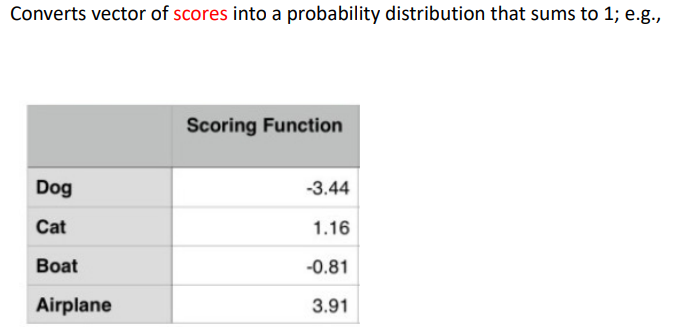 Converts vector of scores into a probability distribution that sums to 1; e.g.,
Scoring Function
Dog -3.44
Cat 1.16
Boat -0.81
Airplane 3.91